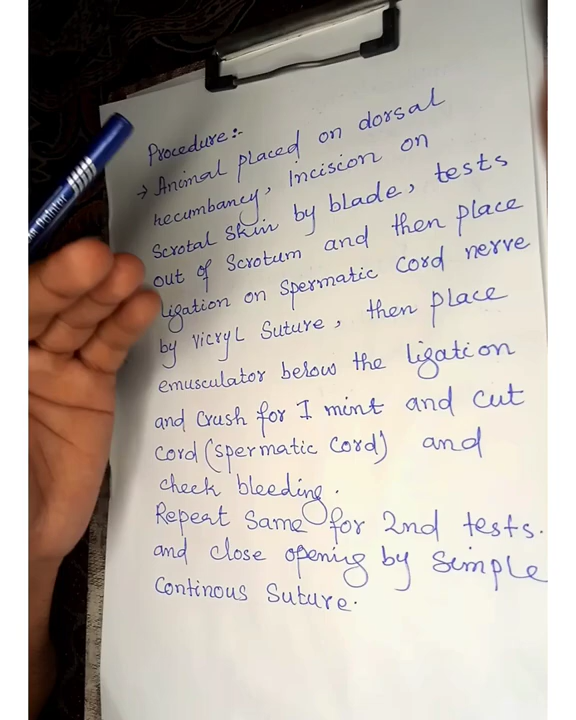 Procedure:-
→ Animal placed on dorsal
recumbancy, Inciscion on
Scrotal skin by blade, tests
out of Scrotum and then place
ligation on Spermatic Cord nerve
by vicryl Suture, then place
emusculator below the ligation
and crush for 1 mint and cut
Cord (spermatic Cord) and
check bleeding.
Repeat Same for 2nd tests.
and close opening by Simple
Continous Suture.